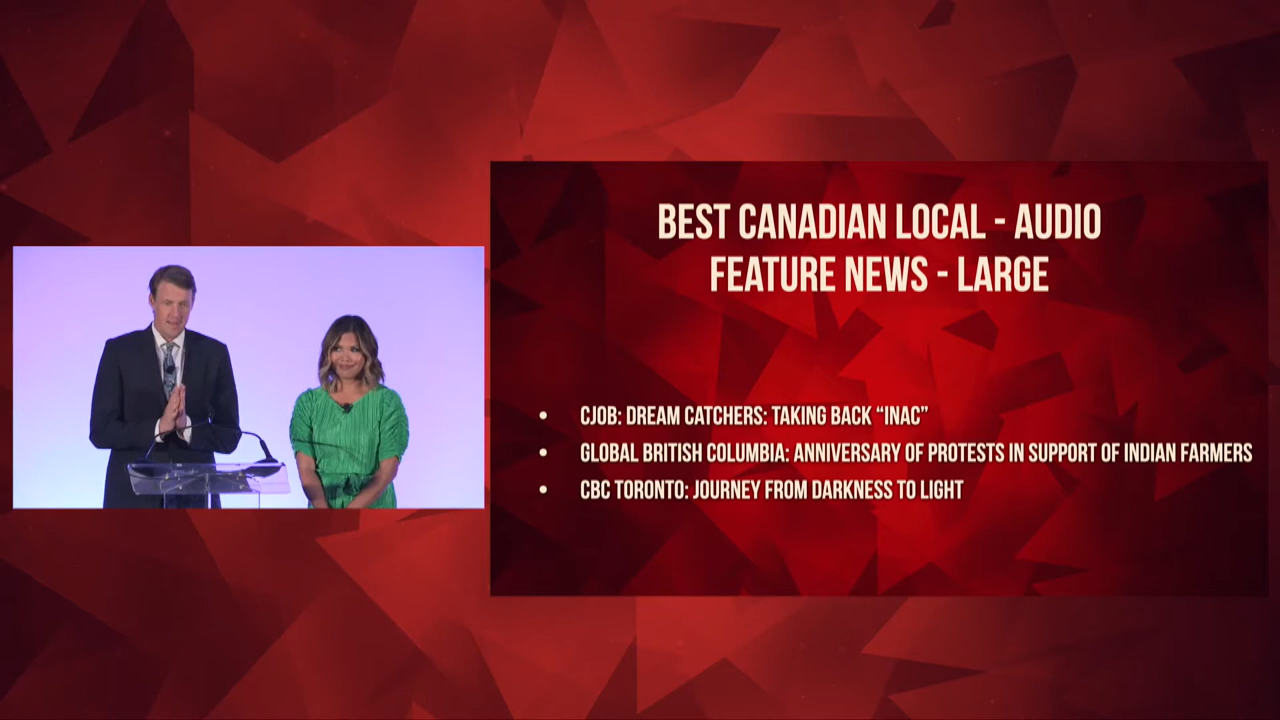 BEST CANADIAN LOCAL - AUDIO
FEATURE NEWS - LARGE
• CJOB: DREAM CATCHERS: TAKING BACK “INAC”
• GLOBAL BRITISH COLUMBIA: ANNIVERSARY OF PROTESTS IN SUPPORT OF INDIAN FARMERS
• CBC TORONTO: JOURNEY FROM DARKNESS TO LIGHT